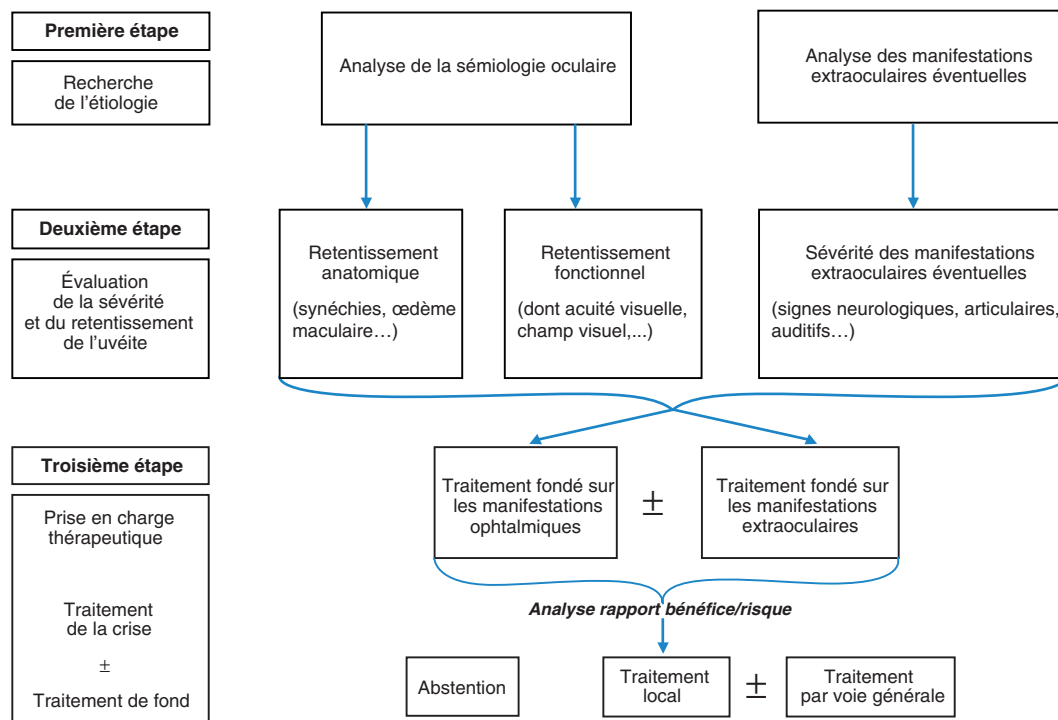 Première étape
Recherche
de l'étiologie
Analyse de la sémiologie oculaire
Analyse des manifestations
extraoculaires éventuelles
Deuxième étape
Évaluation
de la sévérité
et du retentissement
de l'uvéite
Retentissement
anatomique
(synéchies, œdème
maculaire…)
Retentissement
fonctionnel
(dont acuité visuelle,
champ visuel,...)
Sévérité des manifestations
extraoculaires éventuelles
(signes neurologiques, articulaires,
auditifs…)
Troisième étape
Prise en charge
thérapeutique
Traitement
de la crise
±
Traitement de fond
Traitement fondé sur
les manifestations
ophtalmiques
±
Traitement fondé sur
les manifestations
extraoculaires
Analyse rapport bénéfice/risque
Abstention
Traitement
local
±
Traitement
par voie générale